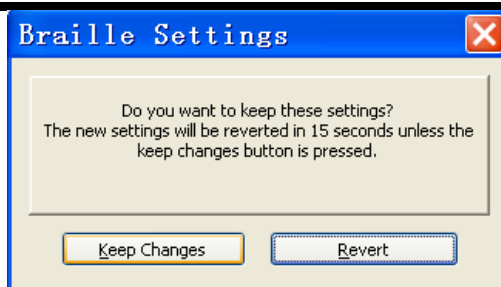 Braille Settings
Do you want to keep these settings?
The new settings will be reverted in 15 seconds unless the
keep changes button is pressed.
Keep Changes
Revert